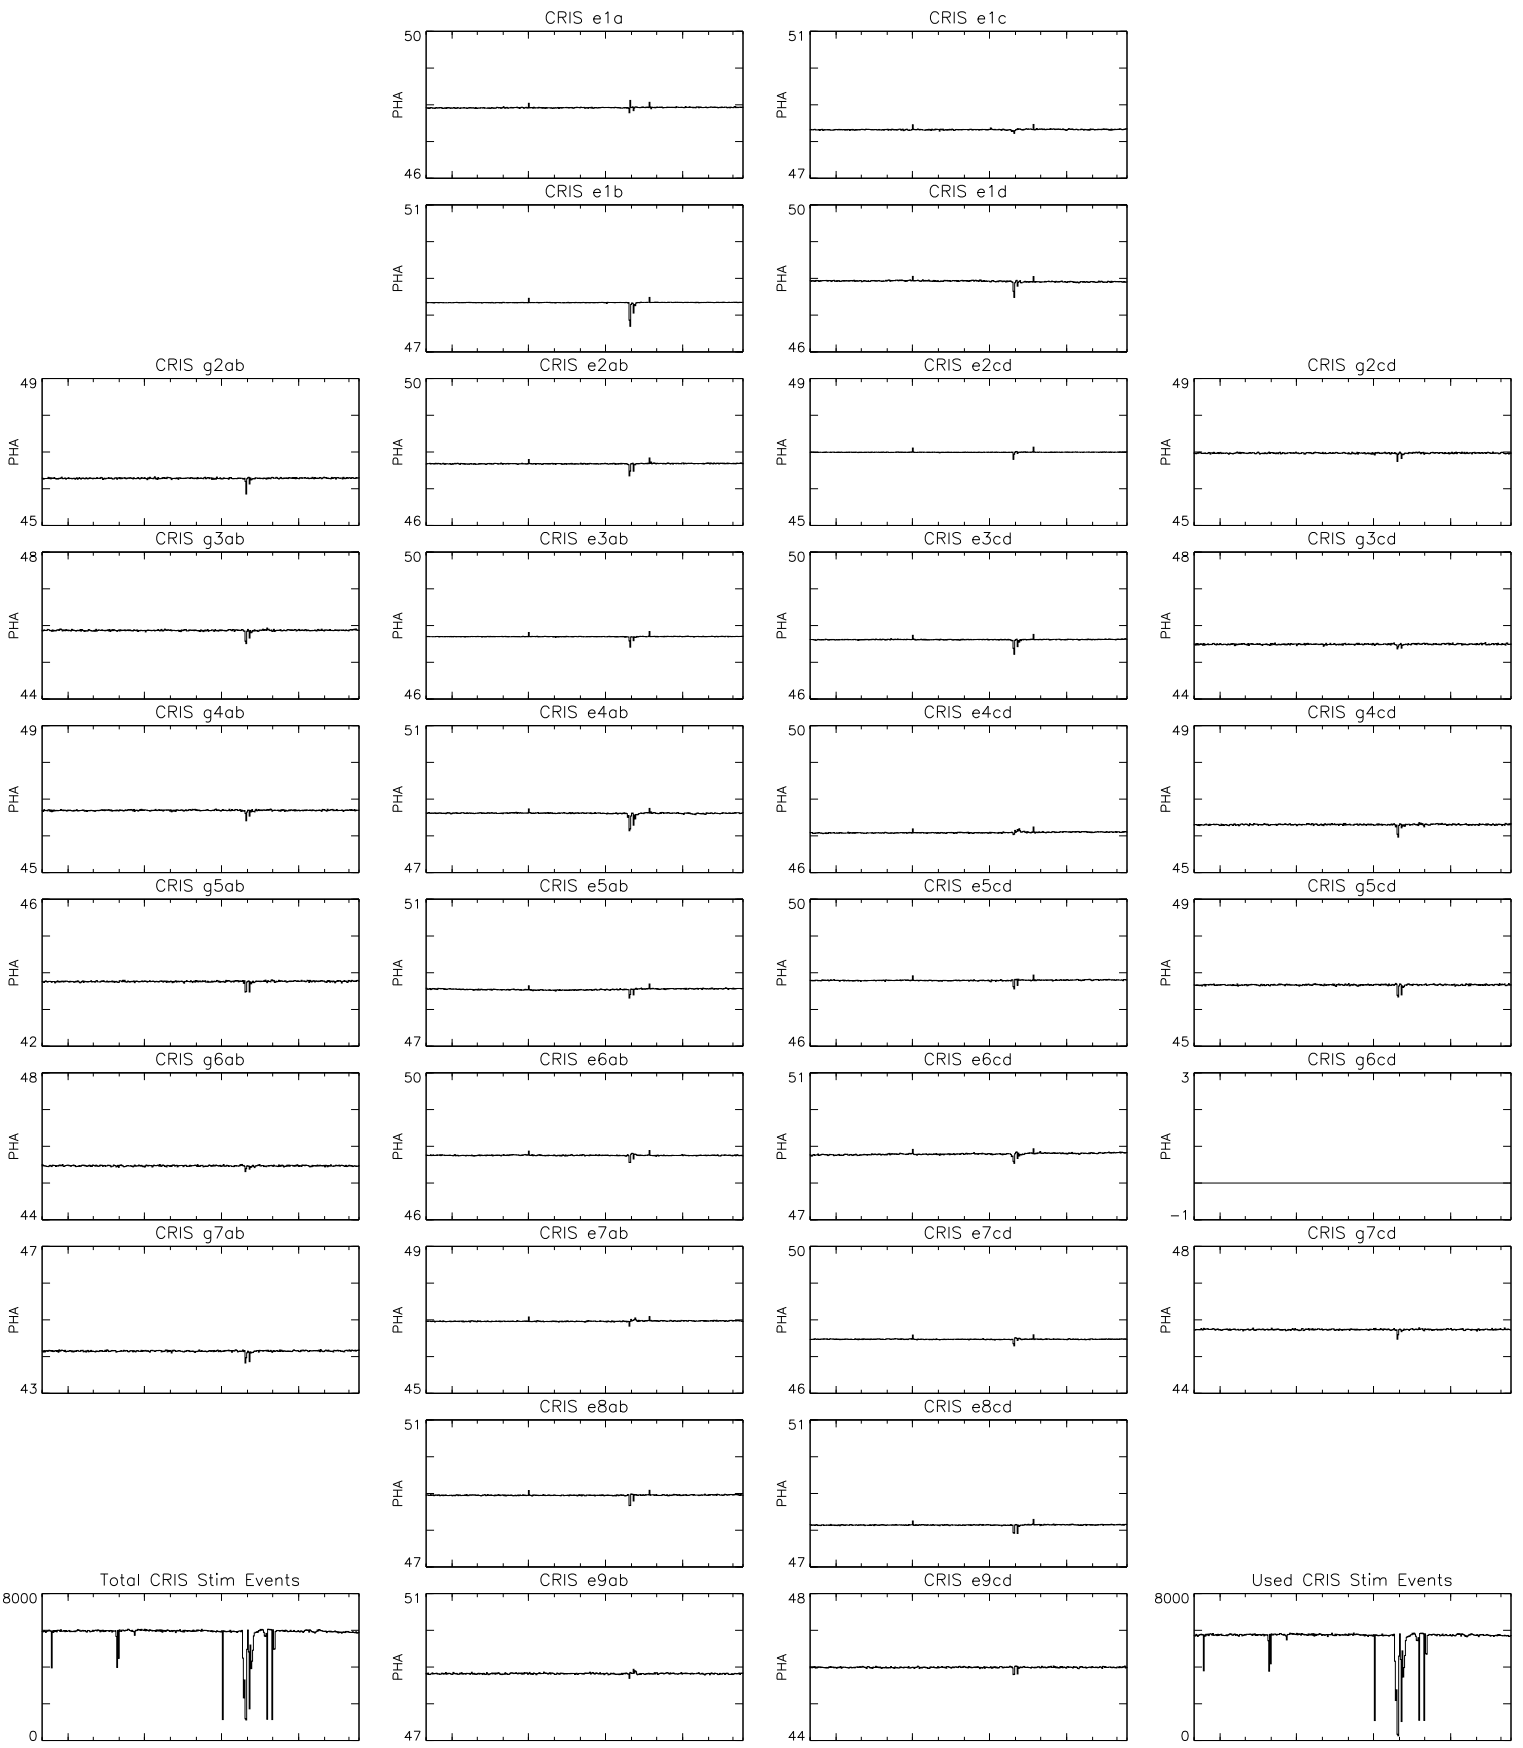 CRIS e1a CRIS e1c
50 51
PHA PHA
46 47
CRIS e1b CRIS e1d
51 50
PHA PHA
47 46
CRIS g2ab CRIS e2ab CRIS e2cd CRIS g2cd
49 50 49 49
PHA PHA PHA PHA
45 46 45 45
CRIS g3ab CRIS e3ab CRIS e3cd CRIS g3cd
48 50 50 48
PHA PHA PHA PHA
44 46 46 44
CRIS g4ab CRIS e4ab CRIS e4cd CRIS g4cd
49 51 50 49
PHA PHA PHA PHA
45 47 46 45
CRIS g5ab CRIS e5ab CRIS e5cd CRIS g5cd
46 51 50 49
PHA PHA PHA PHA
42 47 46 45
CRIS g6ab CRIS e6ab CRIS e6cd CRIS g6cd
48 50 51 3
PHA PHA PHA PHA
44 46 47 -1
CRIS g7ab CRIS e7ab CRIS e7cd CRIS g7cd
47 49 50 48
PHA PHA PHA PHA
43 45 46 44
CRIS e8ab CRIS e8cd
51 51
PHA PHA
47 47
Total CRIS Stim Events CRIS e9ab CRIS e9cd Used CRIS Stim Events
8000 51 48 8000
PHA PHA
0 47 44 0